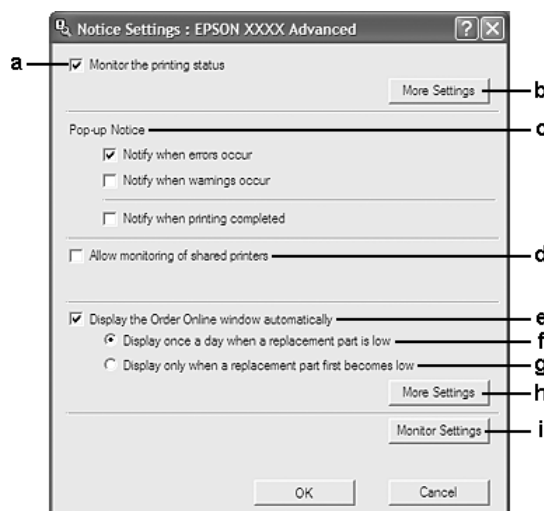 Notice Settings : EPSON XXXX Advanced
a
Monitor the printing status
More Settings
b
Pop-up Notice
c
Notify when errors occur
Notify when warnings occur
Notify when printing completed
Allow monitoring of shared printers
d
Display the Order Online window automatically
e
Display once a day when a replacement part is low
f
Display only when a replacement part first becomes low
g
More Settings
h
Monitor Settings
i
OK
Cancel